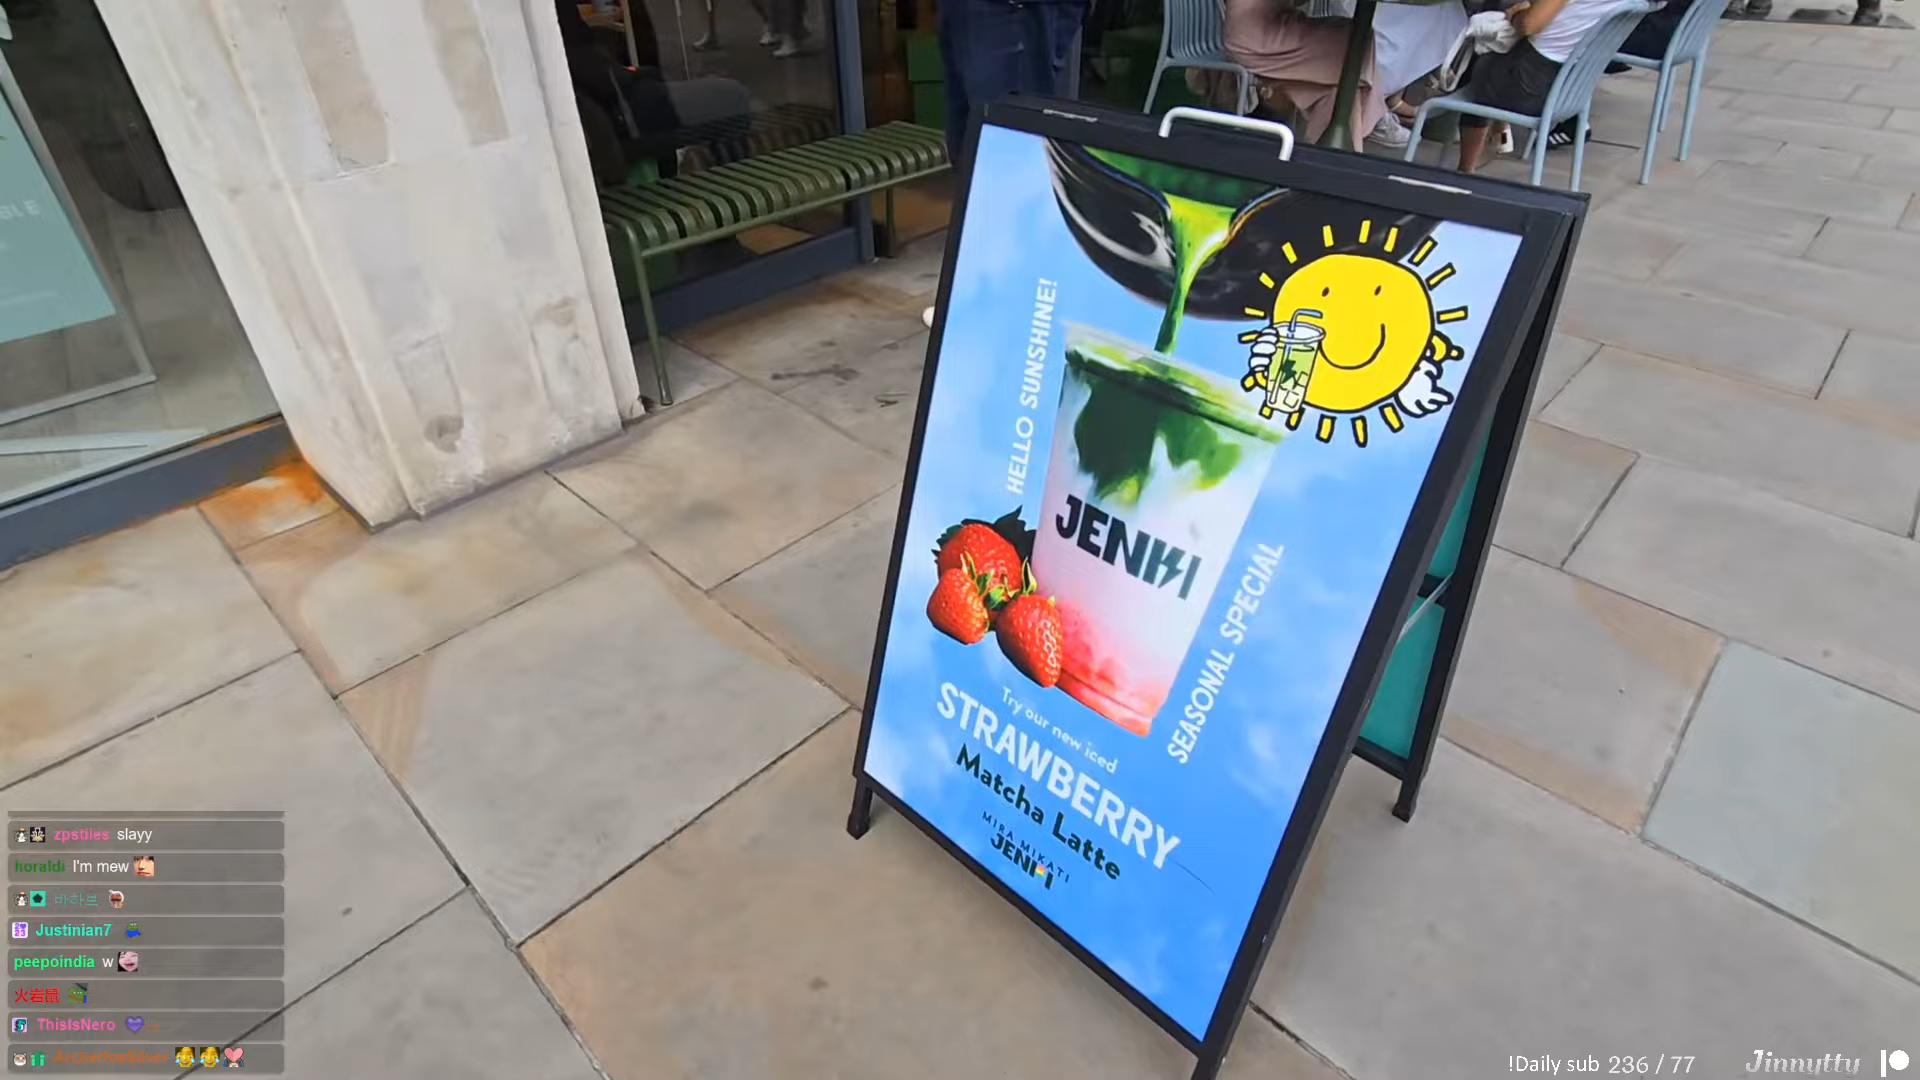 HELLO SUNSHINE!
JENKI
SEASONAL SPECIAL
Try our new iced
STRAWBERRY
Matcha Latte
MIRA MIKATI
JENKI
BLE
zpstiles slayy
horaldi I'm mew
바하브
Justinian7
peepoindia w
火岩鼠
ThisIsNero
!Daily sub 236 / 77
Jinnytty